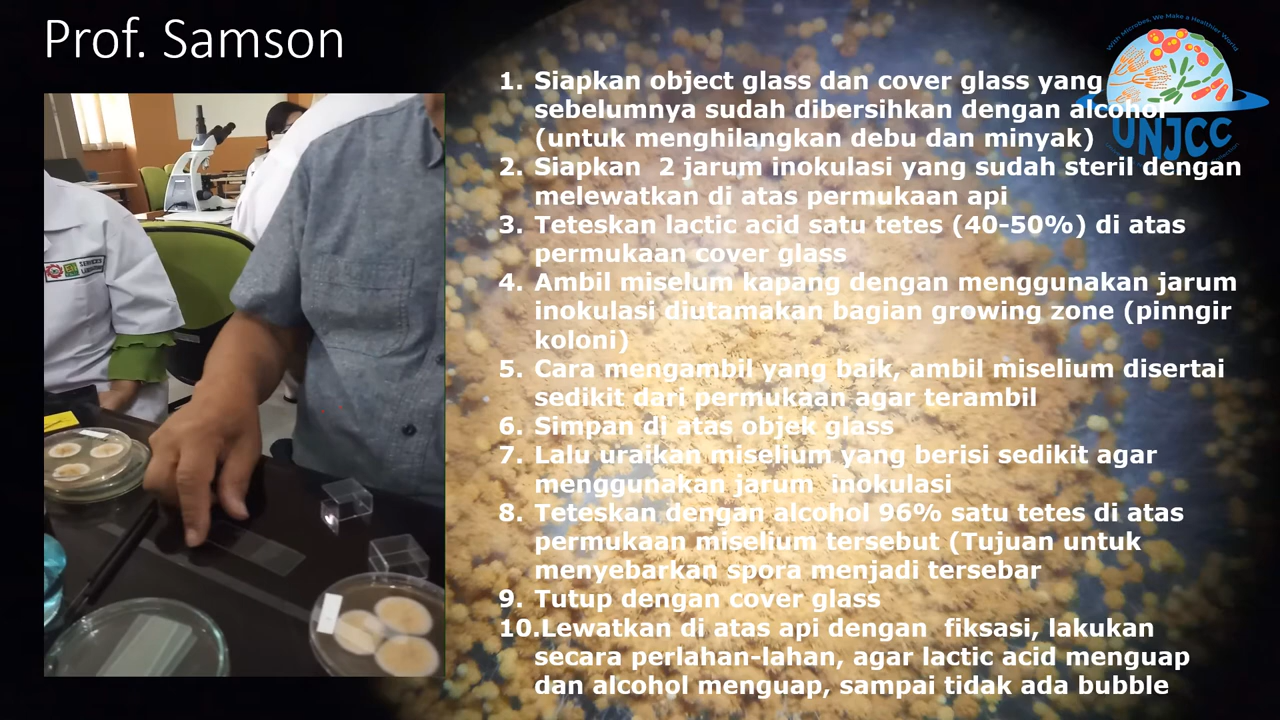 Prof. Samson
With Microbes, We Make a Healthier World
UNJCC
1. Siapkan object glass dan cover glass yang
sebelumnya sudah dibersihkan dengan alcohol
(untuk menghilangkan debu dan minyak)
2. Siapkan  2 jarum inokulasi yang sudah steril dengan
melewatkan di atas permukaan api
3. Teteskan lactic acid satu tetes (40-50%) di atas
permukaan cover glass
4. Ambil miselum kapang dengan menggunakan jarum
inokulasi diutamakan bagian growing zone (pinngir
koloni)
5. Cara mengambil yang baik, ambil miselium disertai
sedikit dari permukaan agar terambil
6. Simpan di atas objek glass
7. Lalu uraikan miselium yang berisi sedikit agar
menggunakan jarum  inokulasi
8. Teteskan dengan alcohol 96% satu tetes di atas
permukaan miselium tersebut (Tujuan untuk
menyebarkan spora menjadi tersebar
9. Tutup dengan cover glass
10.Lewatkan di atas api dengan  fiksasi, lakukan
secara perlahan-lahan, agar lactic acid menguap
dan alcohol menguap, sampai tidak ada bubble